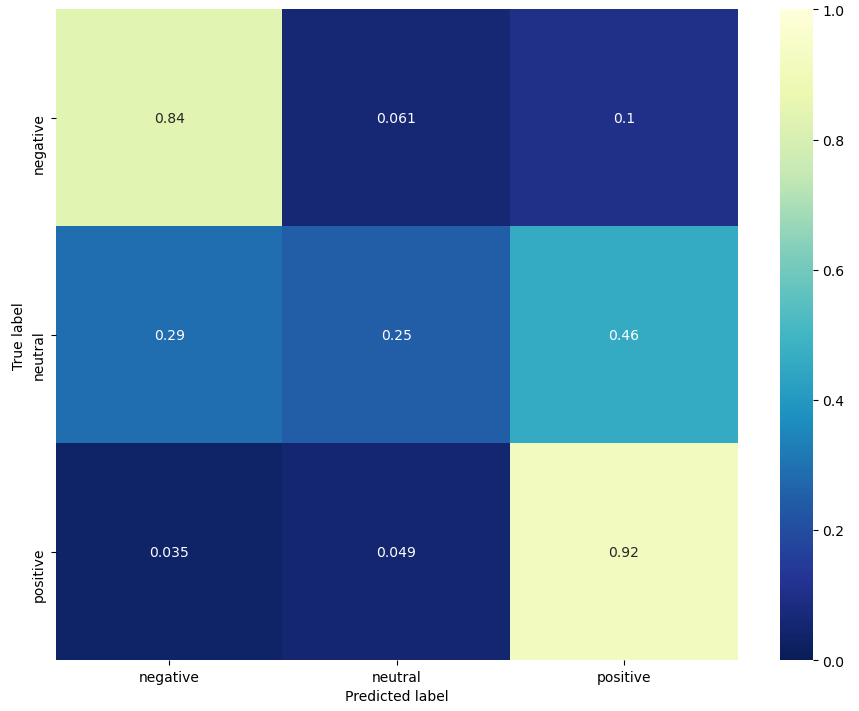 1.0
negative 0.84 0.061 0.1
0.8
0.6
True label
neutral 0.29 0.25 0.46
0.4
0.2
positive 0.035 0.049 0.92
0.0
negative neutral positive
Predicted label